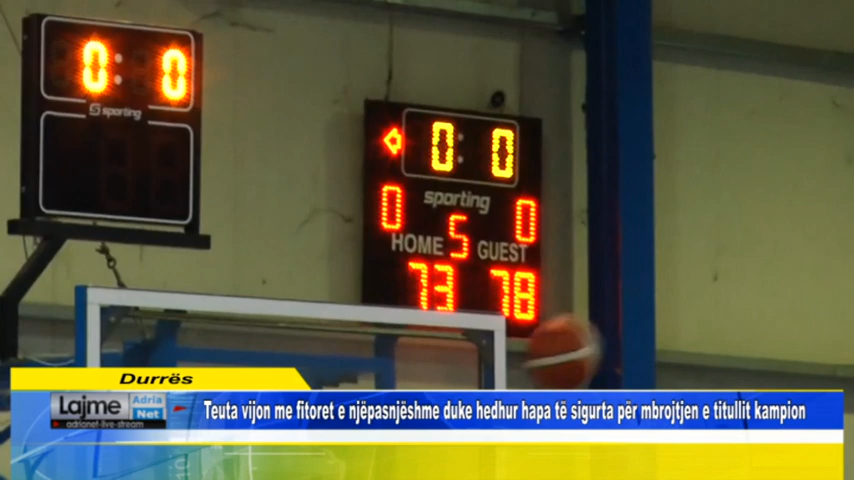 0 : 0
sporting
0 : 0
sporting
0 0
5
HOME GUEST
73 78
Durrës
Lajme Adria Net
adrianet-live-stream
Teuta vijon me fitoret e njëpasnjëshme duke hedhur hapa të sigurta për mbrojtjen e titullit kampion